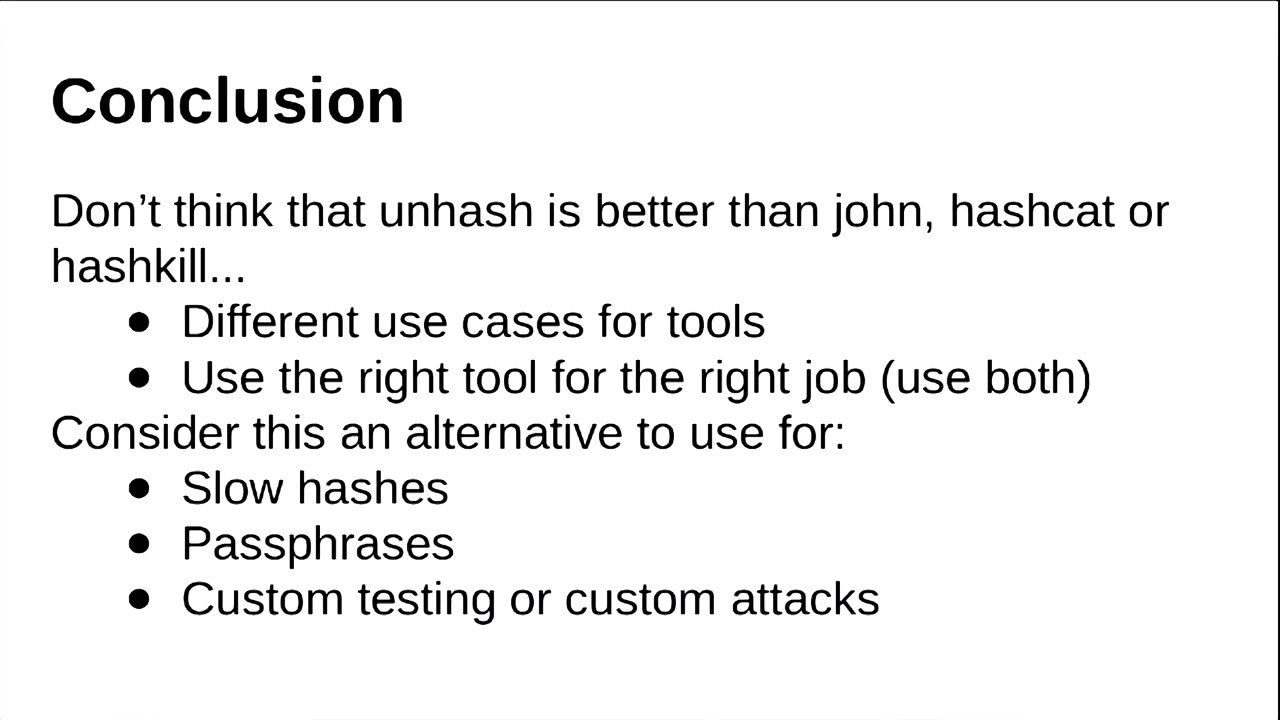 Conclusion
Don’t think that unhash is better than john, hashcat or
hashkill...
● Different use cases for tools
● Use the right tool for the right job (use both)
Consider this an alternative to use for:
● Slow hashes
● Passphrases
● Custom testing or custom attacks